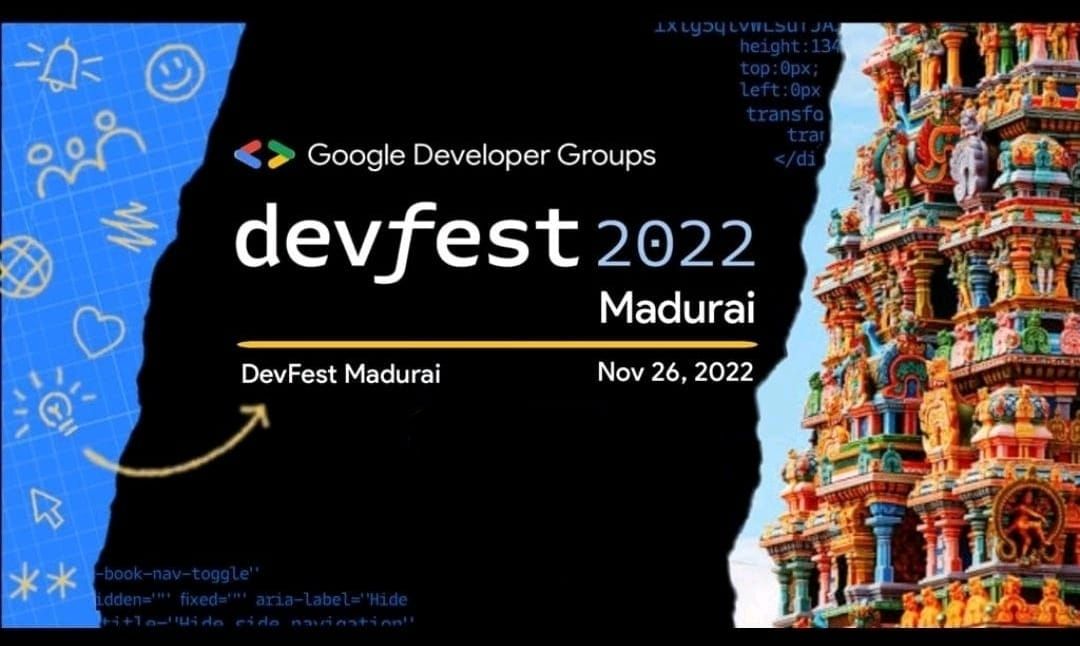 height:134
top:0px;
left:0px
transfo
tra
</di
Google Developer Groups
devfest 2022
Madurai
DevFest Madurai
Nov 26, 2022
-book-nav-toggle"
idden="" fixed="" aria-label="Hide
title="Hide side navigation"